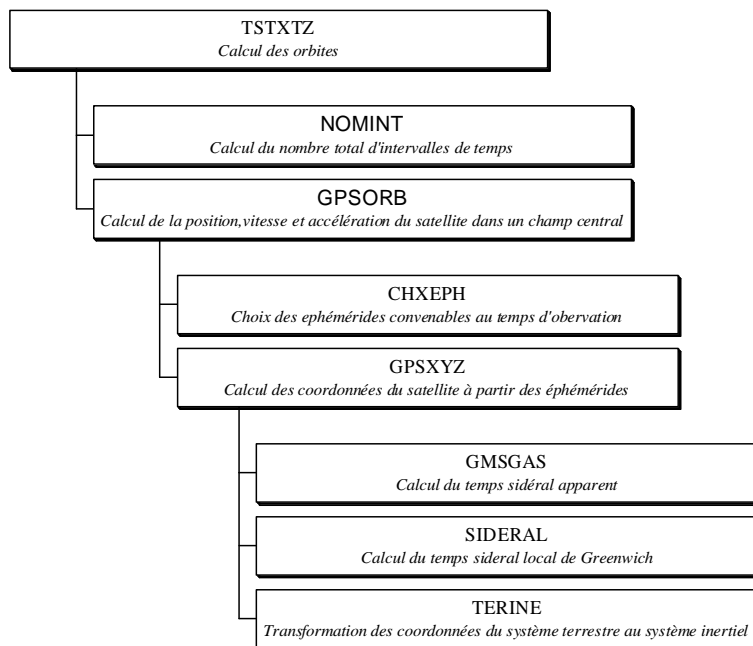 TSTXTZ
Calcul des orbites
NOMINT
Calcul du nombre total d'intervalles de temps
GPSORB
Calcul de la position,vitesse et accélération du satellite dans un champ central
CHXEPH
Choix des ephémérides convenables au temps d'obervation
GPSXYZ
Calcul des coordonnées du satellite à partir des éphémérides
GMSGAS
Calcul du temps sidéral apparent
SIDERAL
Calcul du temps sideral local de Greenwich
TERINE
Transformation des coordonnées du système terrestre au système inertiel